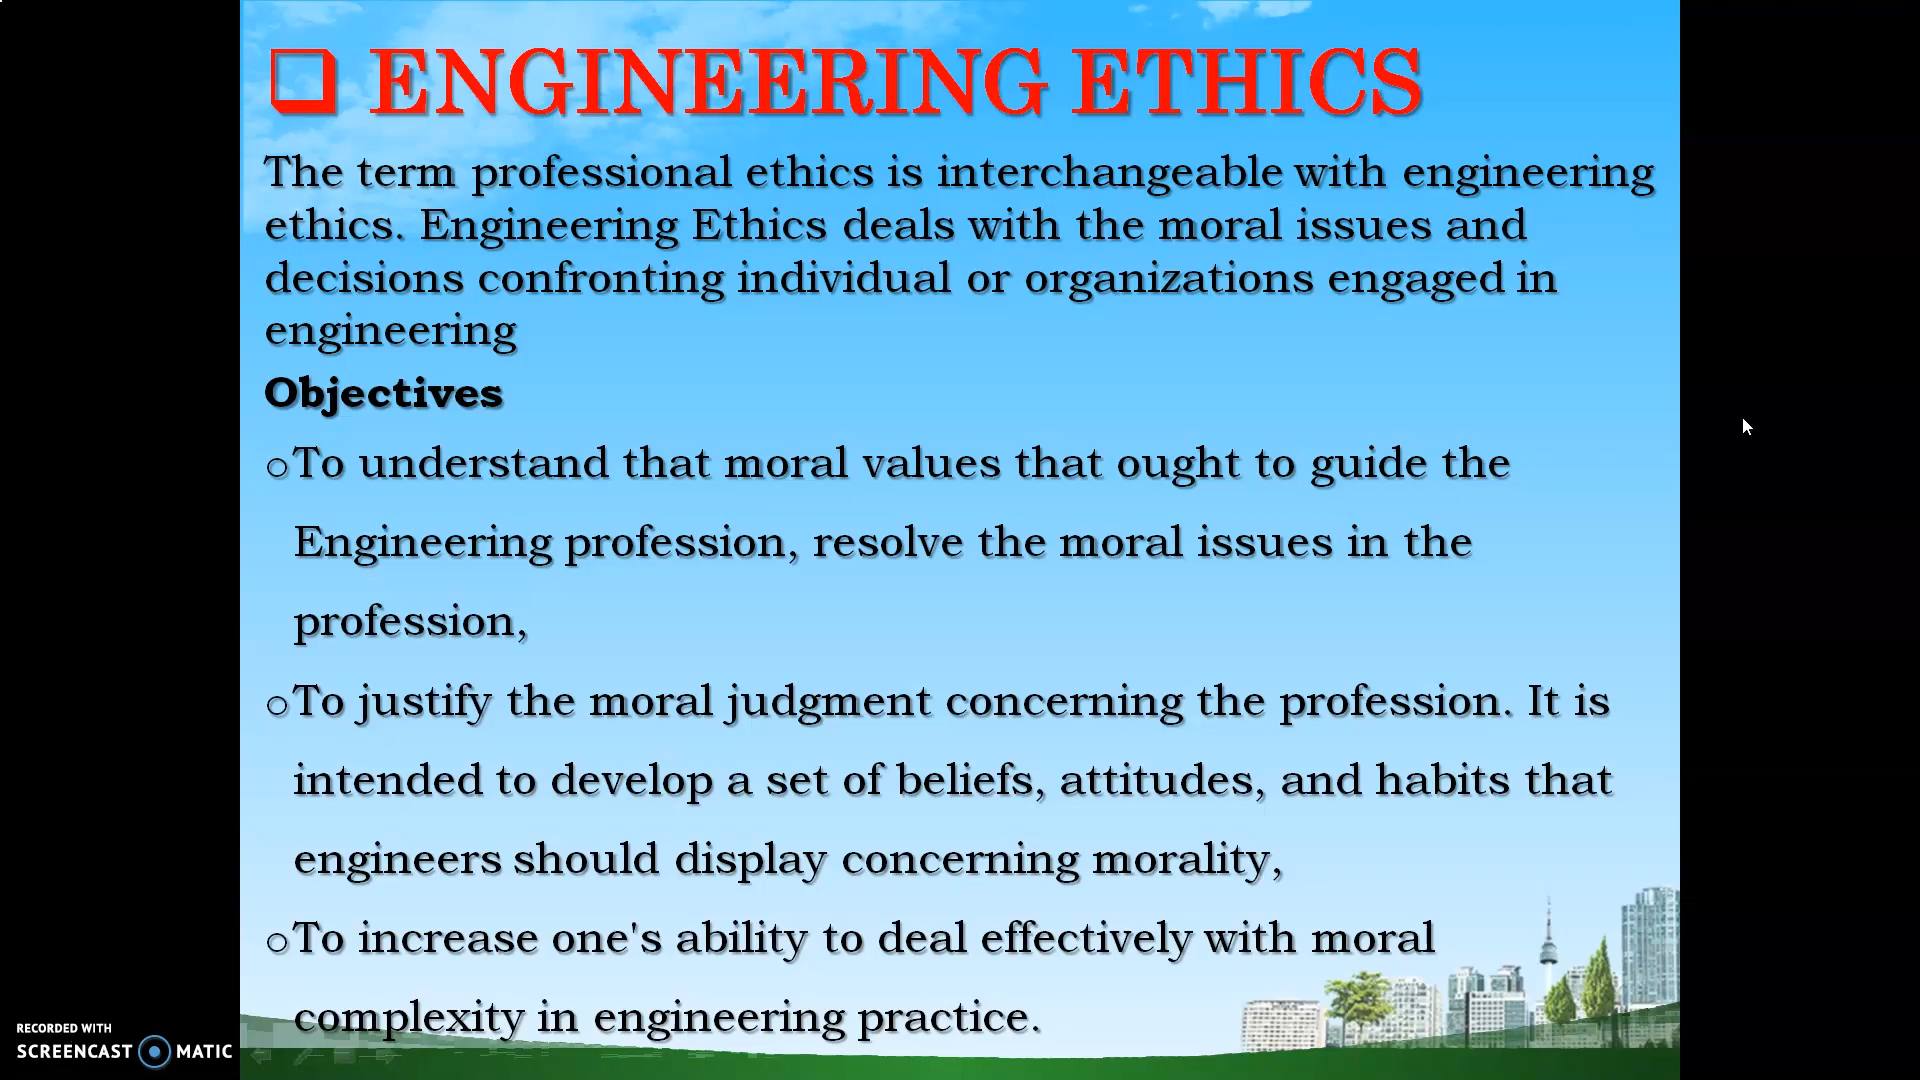 ❑ ENGINEERING ETHICS
The term professional ethics is interchangeable with engineering
ethics. Engineering Ethics deals with the moral issues and
decisions confronting individual or organizations engaged in
engineering
Objectives
oTo understand that moral values that ought to guide the
Engineering profession, resolve the moral issues in the
profession,
oTo justify the moral judgment concerning the profession. It is
intended to develop a set of beliefs, attitudes, and habits that
engineers should display concerning morality,
oTo increase one's ability to deal effectively with moral
complexity in engineering practice.
RECORDED WITH
SCREENCAST MATIC